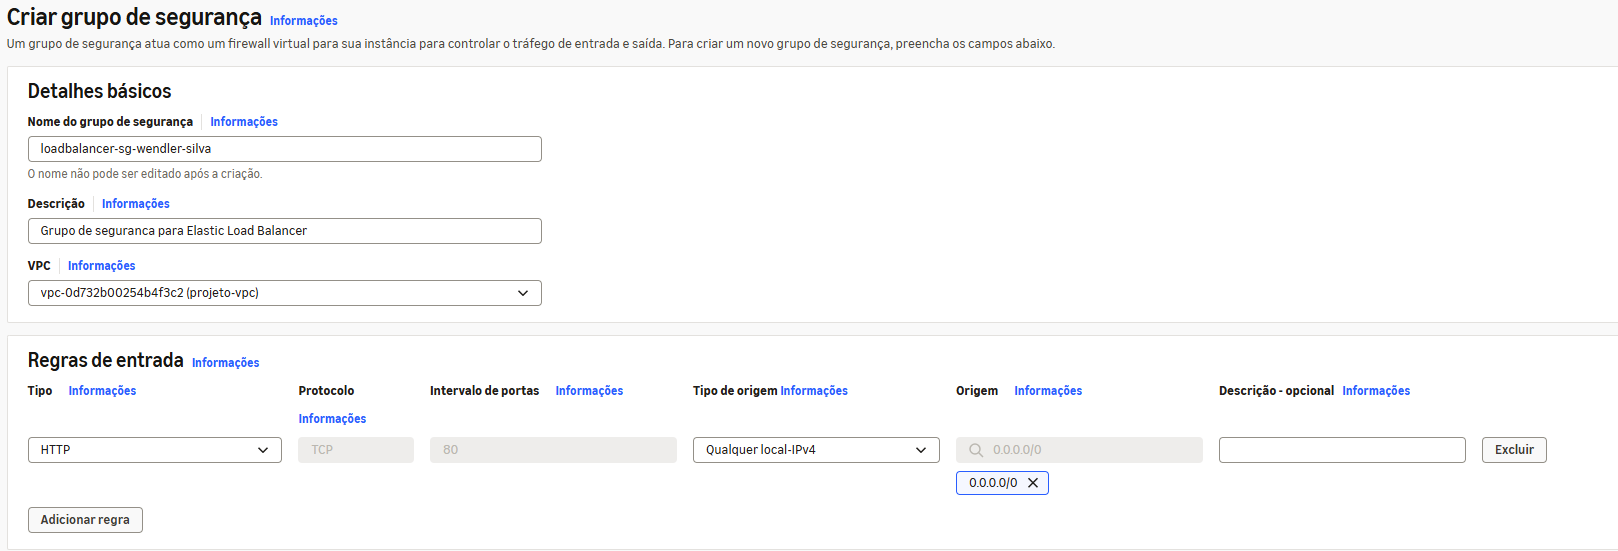 Criar grupo de segurança Informações
Um grupo de segurança atua como um firewall virtual para sua instância para controlar o tráfego de entrada e saída. Para criar um novo grupo de segurança, preencha os campos abaixo.
Detalhes básicos
Nome do grupo de segurança Informações
loadbalancer-sg-wendler-silva
O nome não pode ser editado após a criação.
Descrição Informações
Grupo de seguranca para Elastic Load Balancer
VPC Informações
vpc-0d732b00254b4f3c2 (projeto-vpc)
Regras de entrada Informações
Tipo Informações Protocolo Intervalo de portas Informações Tipo de origem Informações Origem Informações Descrição - opcional Informações
Informações
HTTP TCP 80 Qualquer local-IPv4 0.0.0.0/0 Excluir
0.0.0.0/0
Adicionar regra